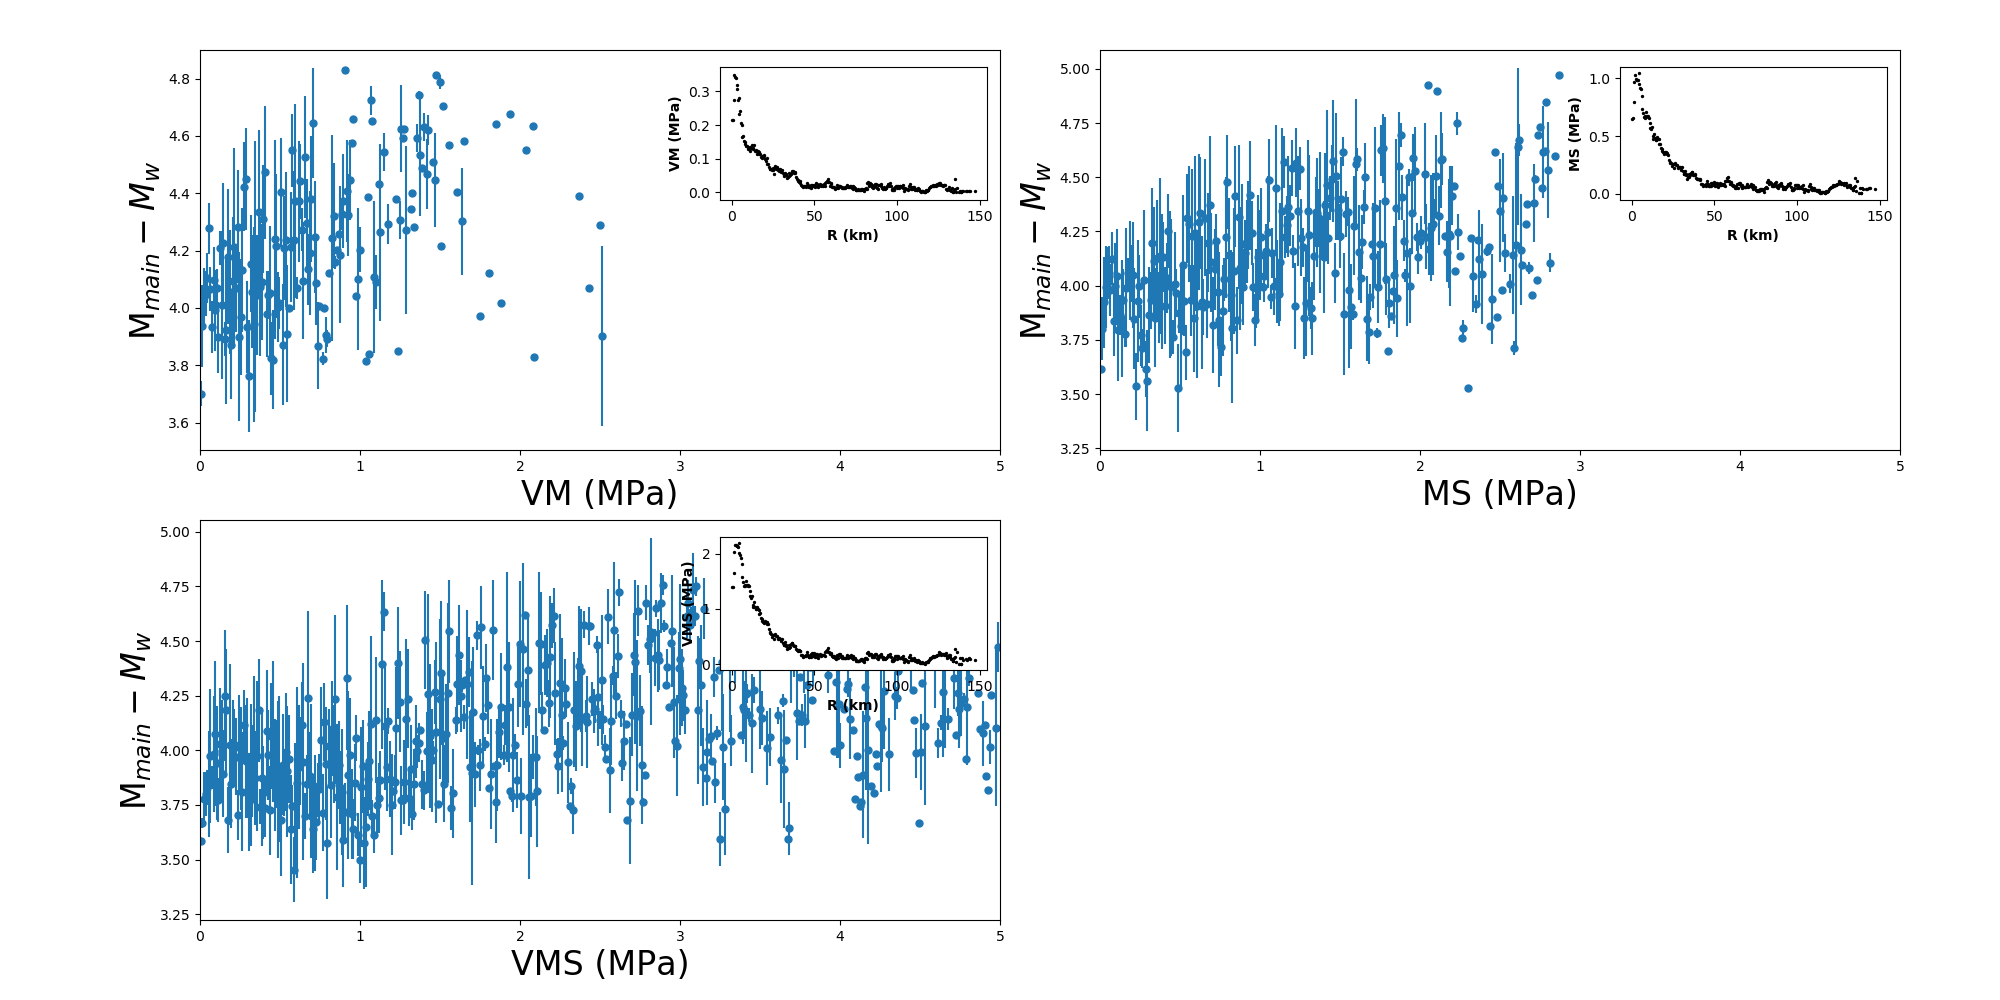 4.8
4.6
4.4
4.2
4.0
3.8
3.6
M_main − M_w
0 1 2 3 4 5
VM (MPa)
0.3
0.2
0.1
0.0
VM (MPa)
0 50 100 150
R (km)
5.00
4.75
4.50
4.25
4.00
3.75
3.50
3.25
M_main − M_w
0 1 2 3 4 5
MS (MPa)
1.0
0.5
0.0
MS (MPa)
0 50 100 150
R (km)
5.00
4.75
4.50
4.25
4.00
3.75
3.50
3.25
M_main − M_w
0 1 2 3 4 5
VMS (MPa)
2
1
0
VMS (MPa)
0 50 100 150
R (km)